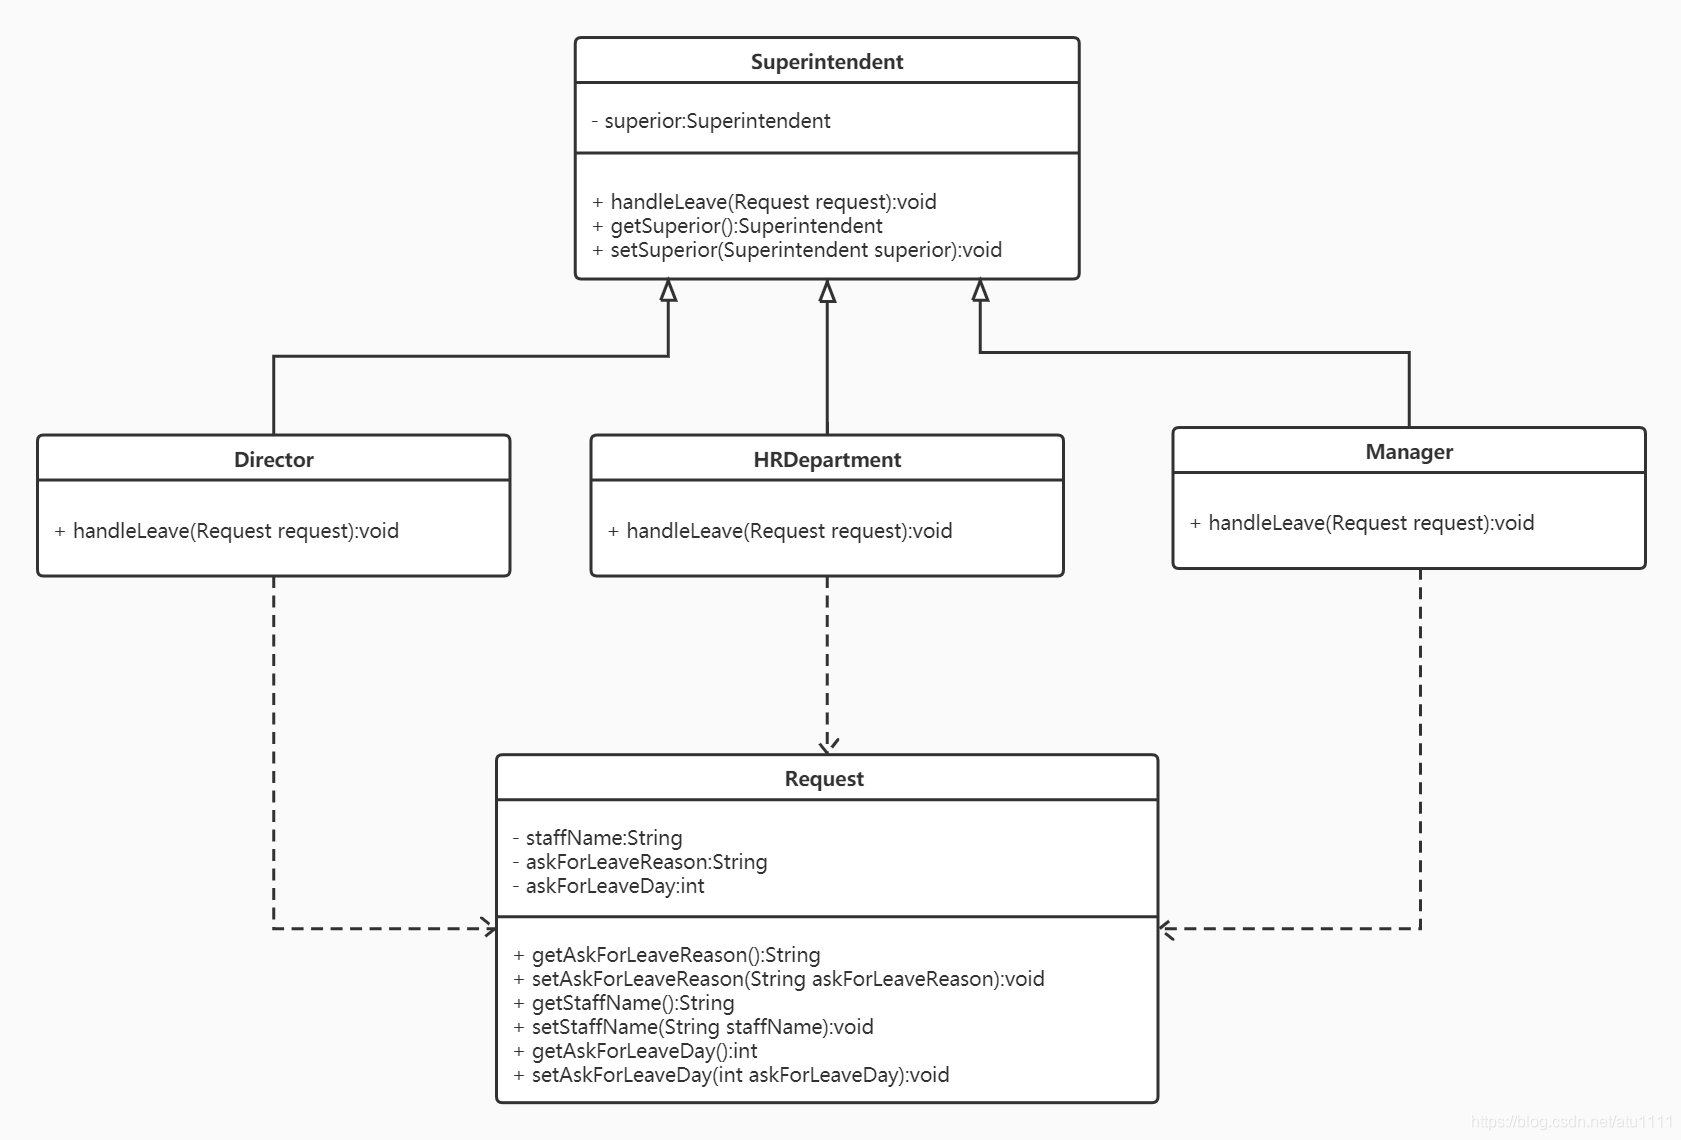 Superintendent
- superior:Superintendent
+ handleLeave(Request request):void
+ getSuperior():Superintendent
+ setSuperior(Superintendent superior):void
Director
+ handleLeave(Request request):void
HRDepartment
+ handleLeave(Request request):void
Manager
+ handleLeave(Request request):void
Request
- staffName:String
- askForLeaveReason:String
- askForLeaveDay:int
+ getAskForLeaveReason():String
+ setAskForLeaveReason(String askForLeaveReason):void
+ getStaffName():String
+ setStaffName(String staffName):void
+ getAskForLeaveDay():int
+ setAskForLeaveDay(int askForLeaveDay):void
https://blog.csdn.net/atu1111